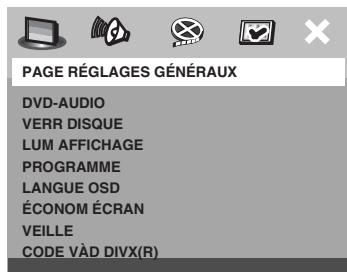 PAGE RÉGLAGES GÉNÉRAUX
DVD-AUDIO
VERR DISQUE
LUM AFFICHAGE
PROGRAMME
LANGUE OSD
ÉCONOM ÉCRAN
VEILLE
CODE VÀD DIVX(R)